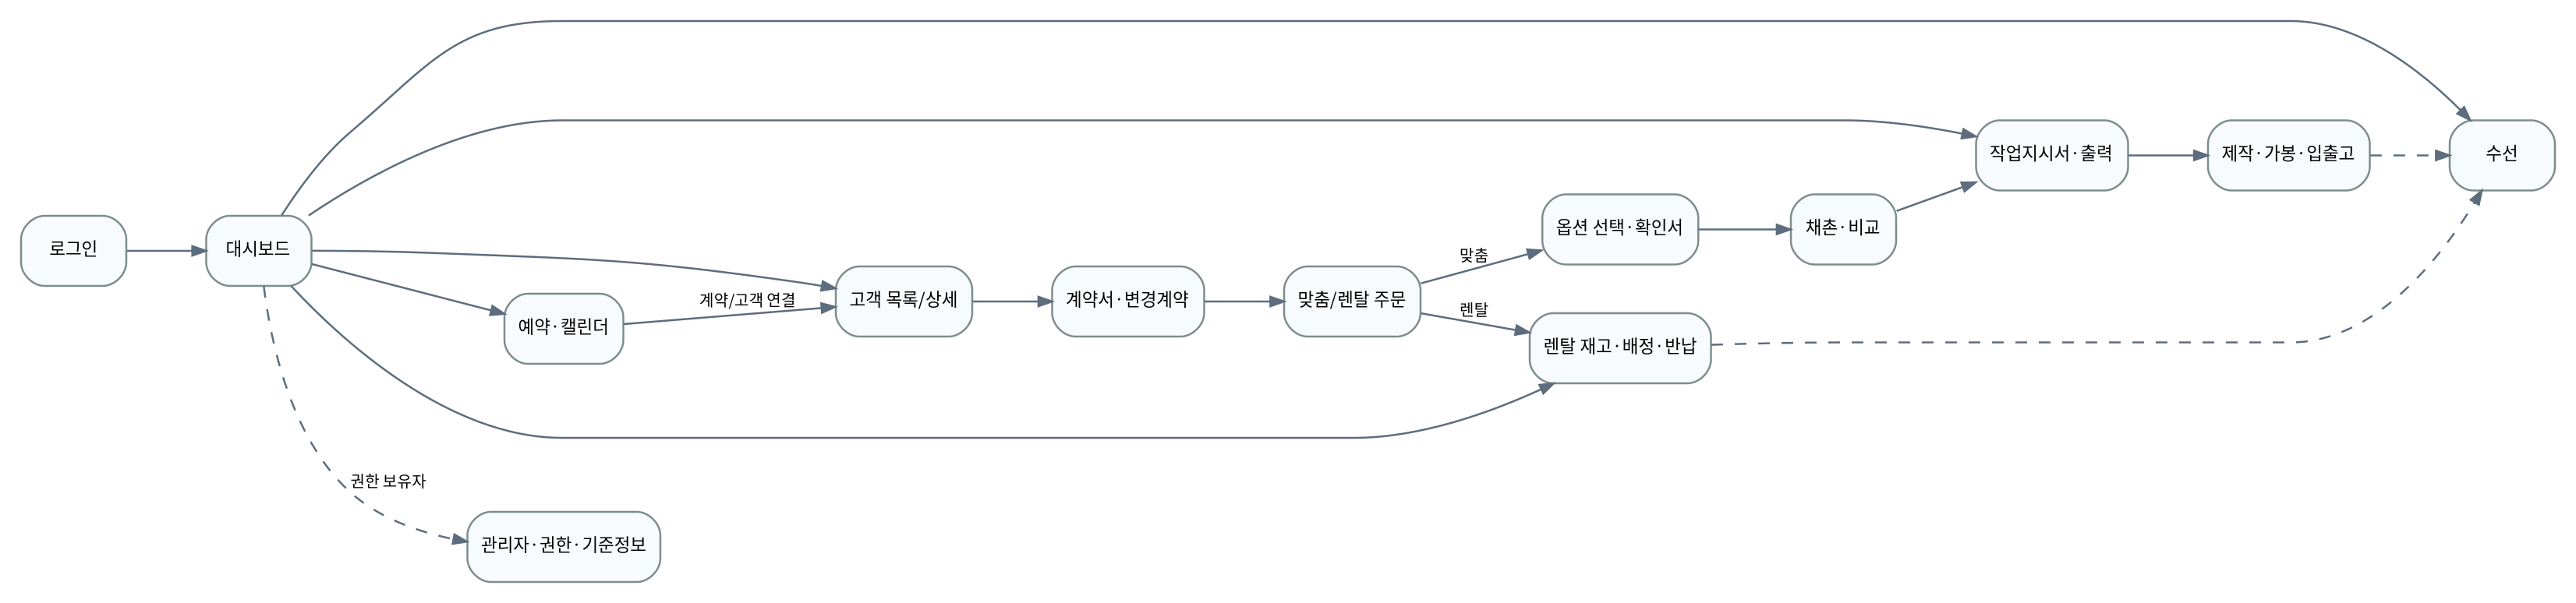 로그인
대시보드
예약·캘린더
계약/고객 연결
고객 목록/상세
계약서·변경계약
맞춤/렌탈 주문
맞춤
옵션 선택·확인서
채촌·비교
작업지시서·출력
제작·가봉·입출고
수선
렌탈
렌탈 재고·배정·반납
권한 보유자
관리자·권한·기준정보